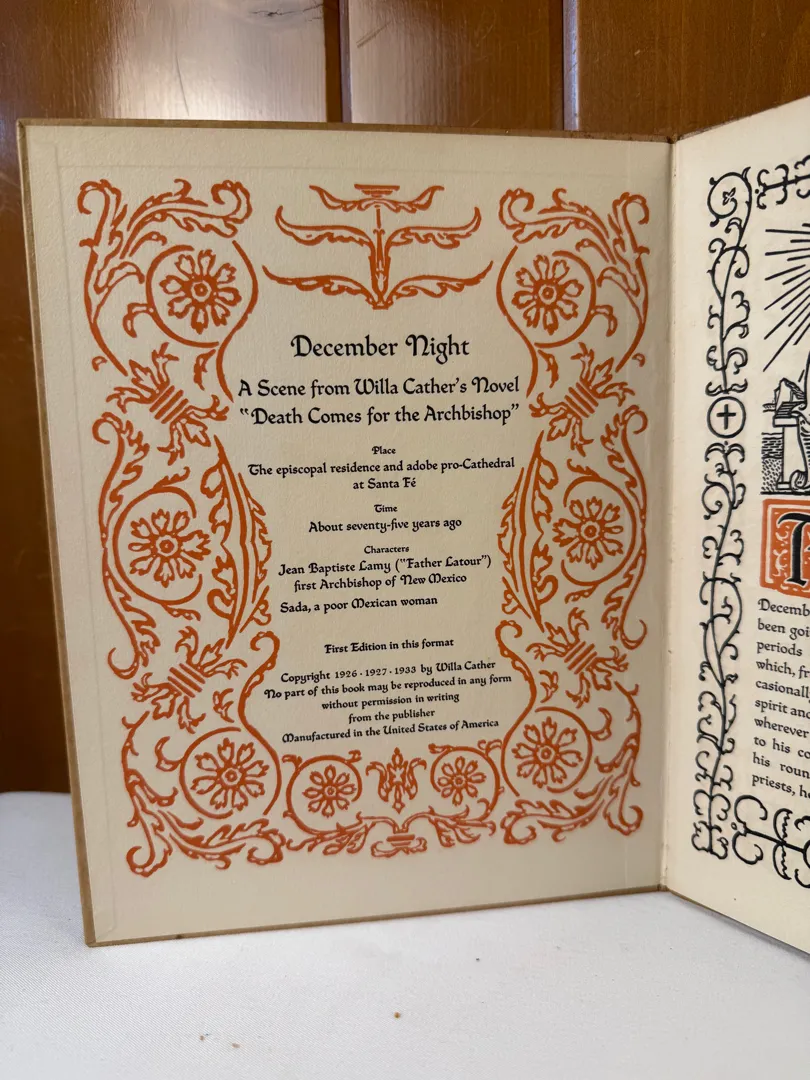 December Night
A Scene from Willa Cather's Novel
"Death Comes for the Archbishop"
Place
The episcopal residence and adobe pro-Cathedral
at Santa Fé
Time
About seventy-five years ago
Characters
Jean Baptiste Lamy ("Father Latour")
first Archbishop of New Mexico
Sada, a poor Mexican woman
First Edition in this format
Copyright 1926 · 1927 · 1933 by Willa Cather
No part of this book may be reproduced in any form
without permission in writing
from the publisher
Manufactured in the United States of America
T
Decemb
been goi
periods
which, fr
casionally
spirit and
wherever
to his co
his roun
priests, h